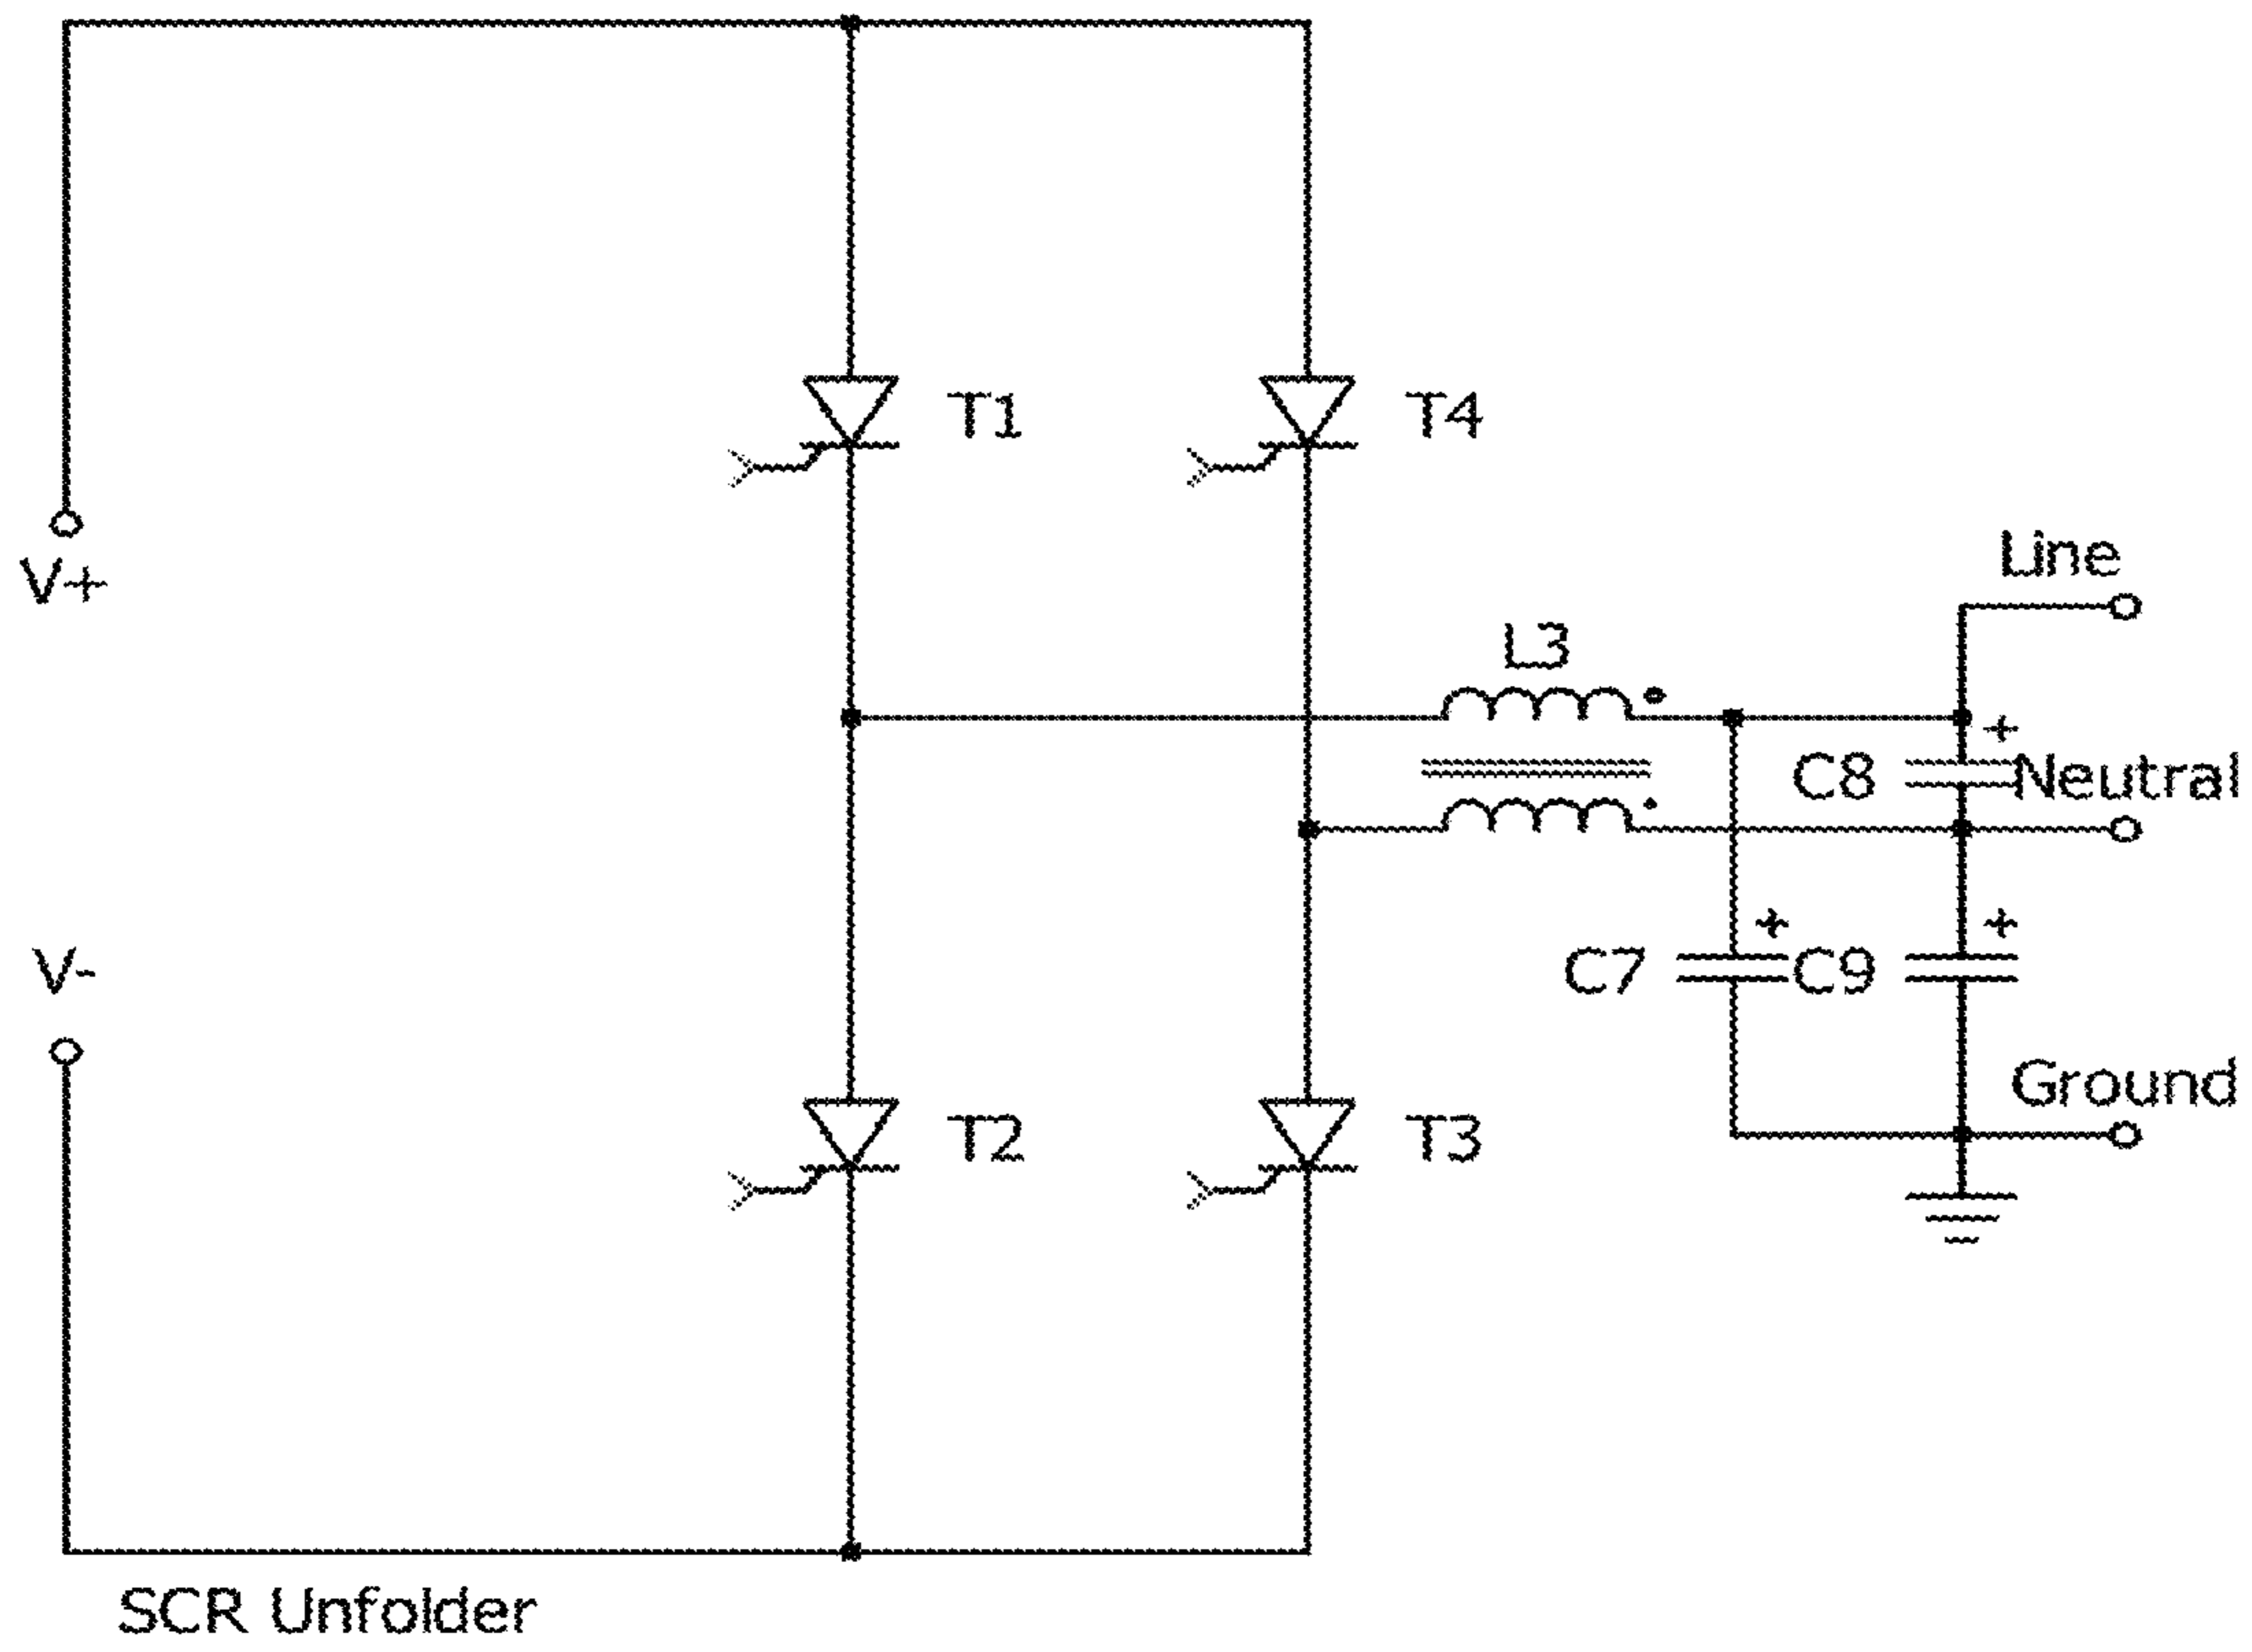 T1
T4
Line
V+
L3
+
C8
Neutral
V-
+
+
C7
C9
Ground
T2
T3
SCR Unfolder